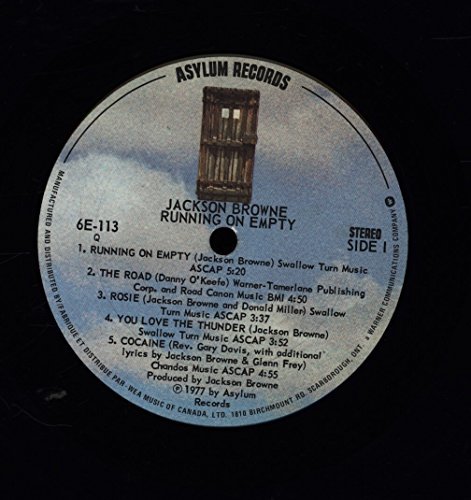 ASYLUM RECORDS
JACKSON BROWNE
RUNNING ON EMPTY
6E-113
Q
STEREO
SIDE 1
1. RUNNING ON EMPTY (Jackson Browne) Swallow Turn Music
ASCAP 5:20
2. THE ROAD (Danny O'Keefe) Warner-Tamerlane Publishing
Corp. and Road Canon Music BMI 4:50
3. ROSIE (Jackson Browne and Donald Miller) Swallow
Turn Music ASCAP 3:37
4. YOU LOVE THE THUNDER (Jackson Browne)
Swallow Turn Music ASCAP 3:52
5. COCAINE (Rev. Gary Davis, with additional
lyrics by Jackson Browne & Glenn Frey)
Chandos Music ASCAP 4:55
Produced by Jackson Browne
℗ 1977 by Asylum
Records
MANUFACTURED AND DISTRIBUTED BY/FABRIQUE ET DISTRIBUE PAR-WEA MUSIC OF CANADA, LTD. 1810 BIRCHMOUNT RD, SCARBOROUGH, ONT. A WARNER COMMUNICATIONS COMPANY